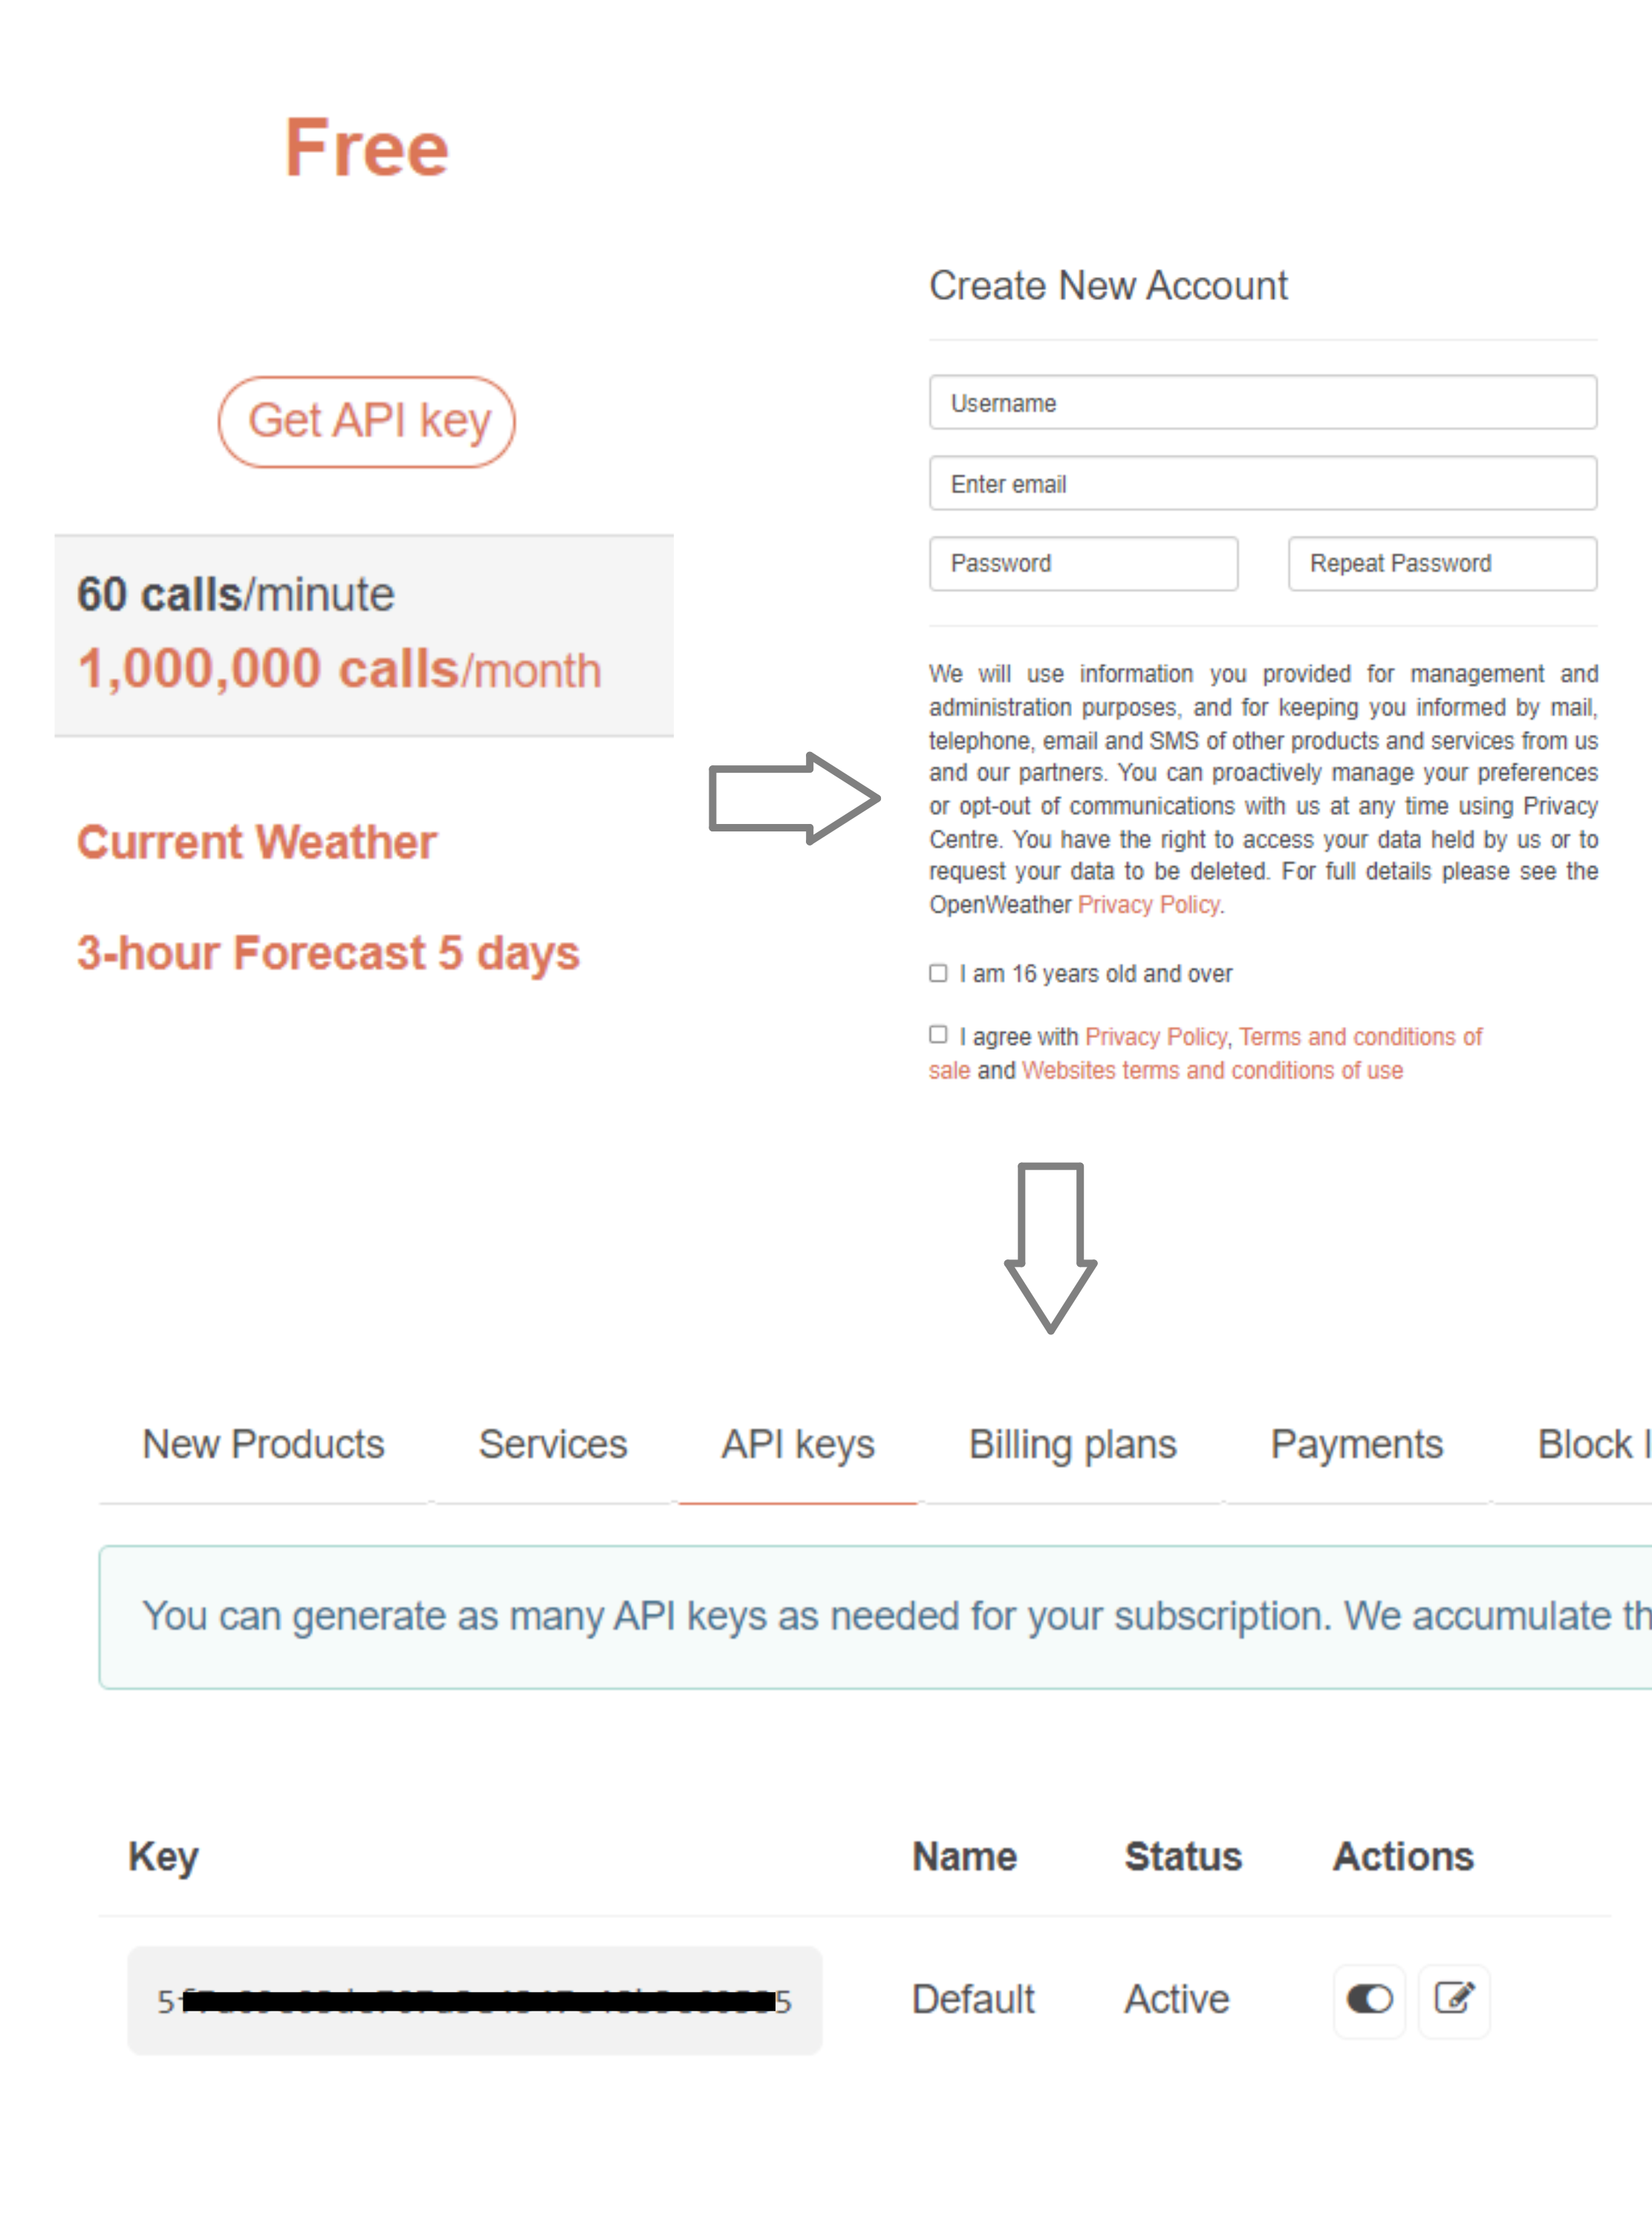 Free
Get API key
60 calls/minute
1,000,000 calls/month
Current Weather
3-hour Forecast 5 days
Create New Account
Username
Enter email
Password Repeat Password
We will use information you provided for management and
administration purposes, and for keeping you informed by mail,
telephone, email and SMS of other products and services from us
and our partners. You can proactively manage your preferences
or opt-out of communications with us at any time using Privacy
Centre. You have the right to access your data held by us or to
request your data to be deleted. For full details please see the
OpenWeather Privacy Policy.
I am 16 years old and over
I agree with Privacy Policy, Terms and conditions of
sale and Websites terms and conditions of use
New Products Services API keys Billing plans Payments Block
You can generate as many API keys as needed for your subscription. We accumulate
Key Name Status Actions
Default Active